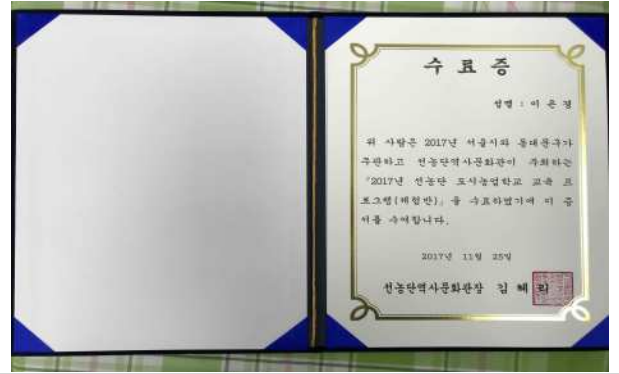 수 료 증
성명 : 이 은 정
위 사람은 2017년 서울시와 동대문구가
주관하고 선농단역사문화관이 주최하는
「2017년 선농단 도시농업학교 교육 프
로그램(체험반)」을 수료하였기에 이 증
서를 수여합니다.
2017년 11월 25일
선농단역사문화관장 김 혜 리